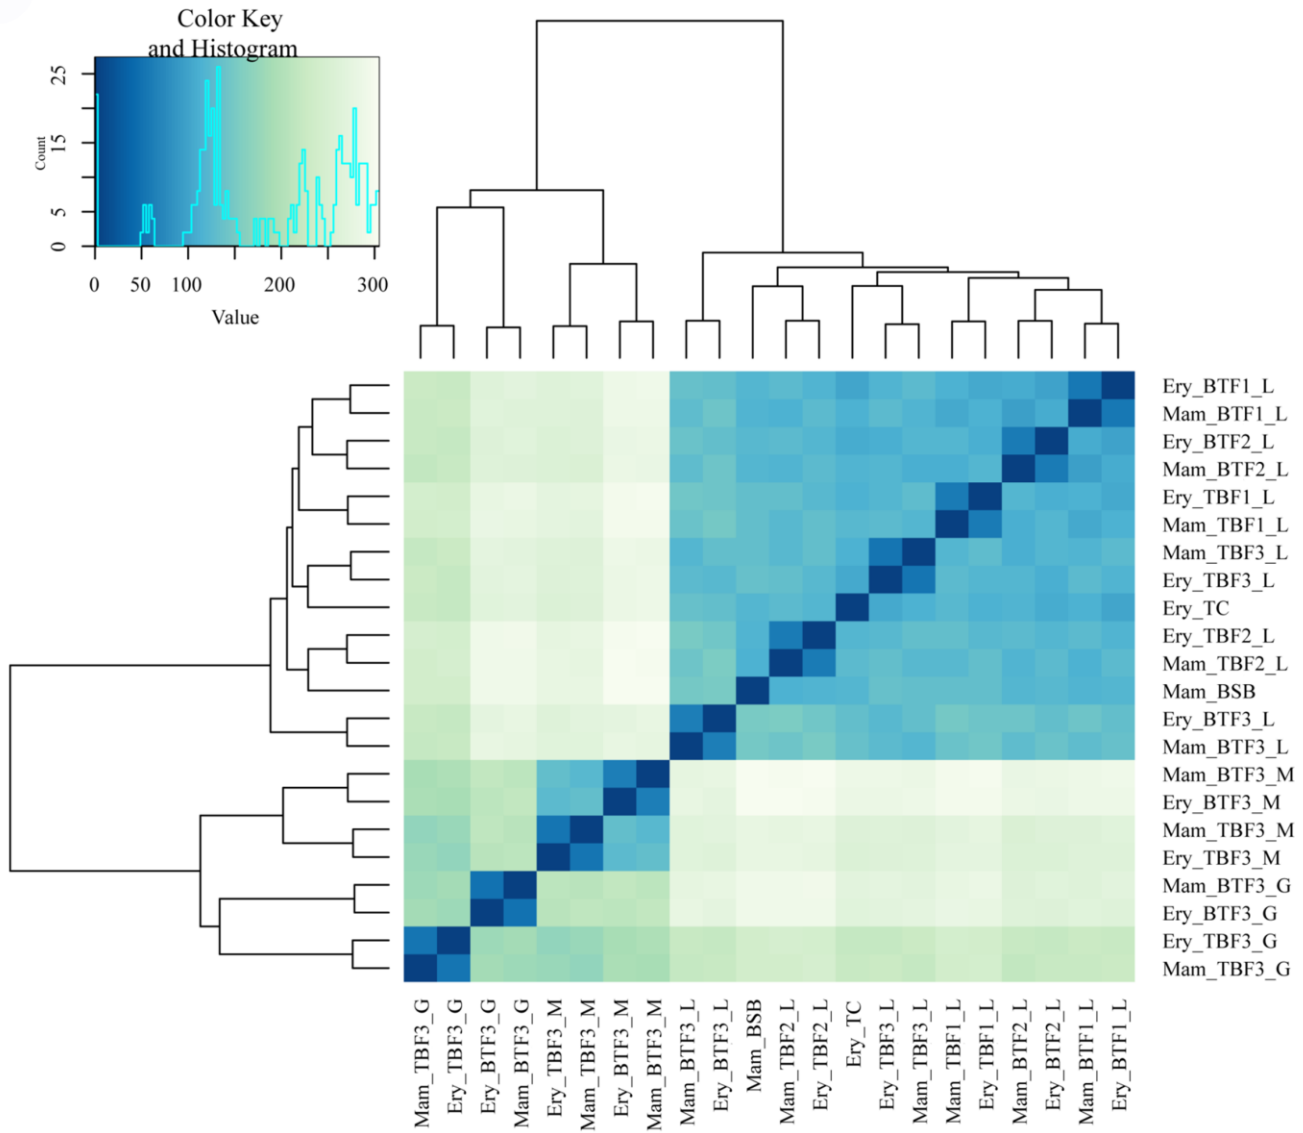 Color Key
and Histogram
Count
0
5
15
25
0
50
100
200
300
Value
Ery_BTF1_L
Mam_BTF1_L
Ery_BTF2_L
Mam_BTF2_L
Ery_TBF1_L
Mam_TBF1_L
Mam_TBF3_L
Ery_TBF3_L
Ery_TC
Ery_TBF2_L
Mam_TBF2_L
Mam_BSB
Ery_BTF3_L
Mam_BTF3_L
Mam_BTF3_M
Ery_BTF3_M
Mam_TBF3_M
Ery_TBF3_M
Mam_BTF3_G
Ery_BTF3_G
Ery_TBF3_G
Mam_TBF3_G
Mam_TBF3_G
Ery_TBF3_G
Ery_BTF3_G
Mam_BTF3_G
Ery_TBF3_M
Mam_TBF3_M
Ery_BTF3_M
Mam_BTF3_M
Mam_BTF3_L
Ery_BTF3_L
Mam_BSB
Mam_TBF2_L
Ery_TBF2_L
Ery_TC
Ery_TBF3_L
Mam_TBF3_L
Mam_TBF1_L
Ery_TBF1_L
Mam_BTF2_L
Ery_BTF2_L
Mam_BTF1_L
Ery_BTF1_L